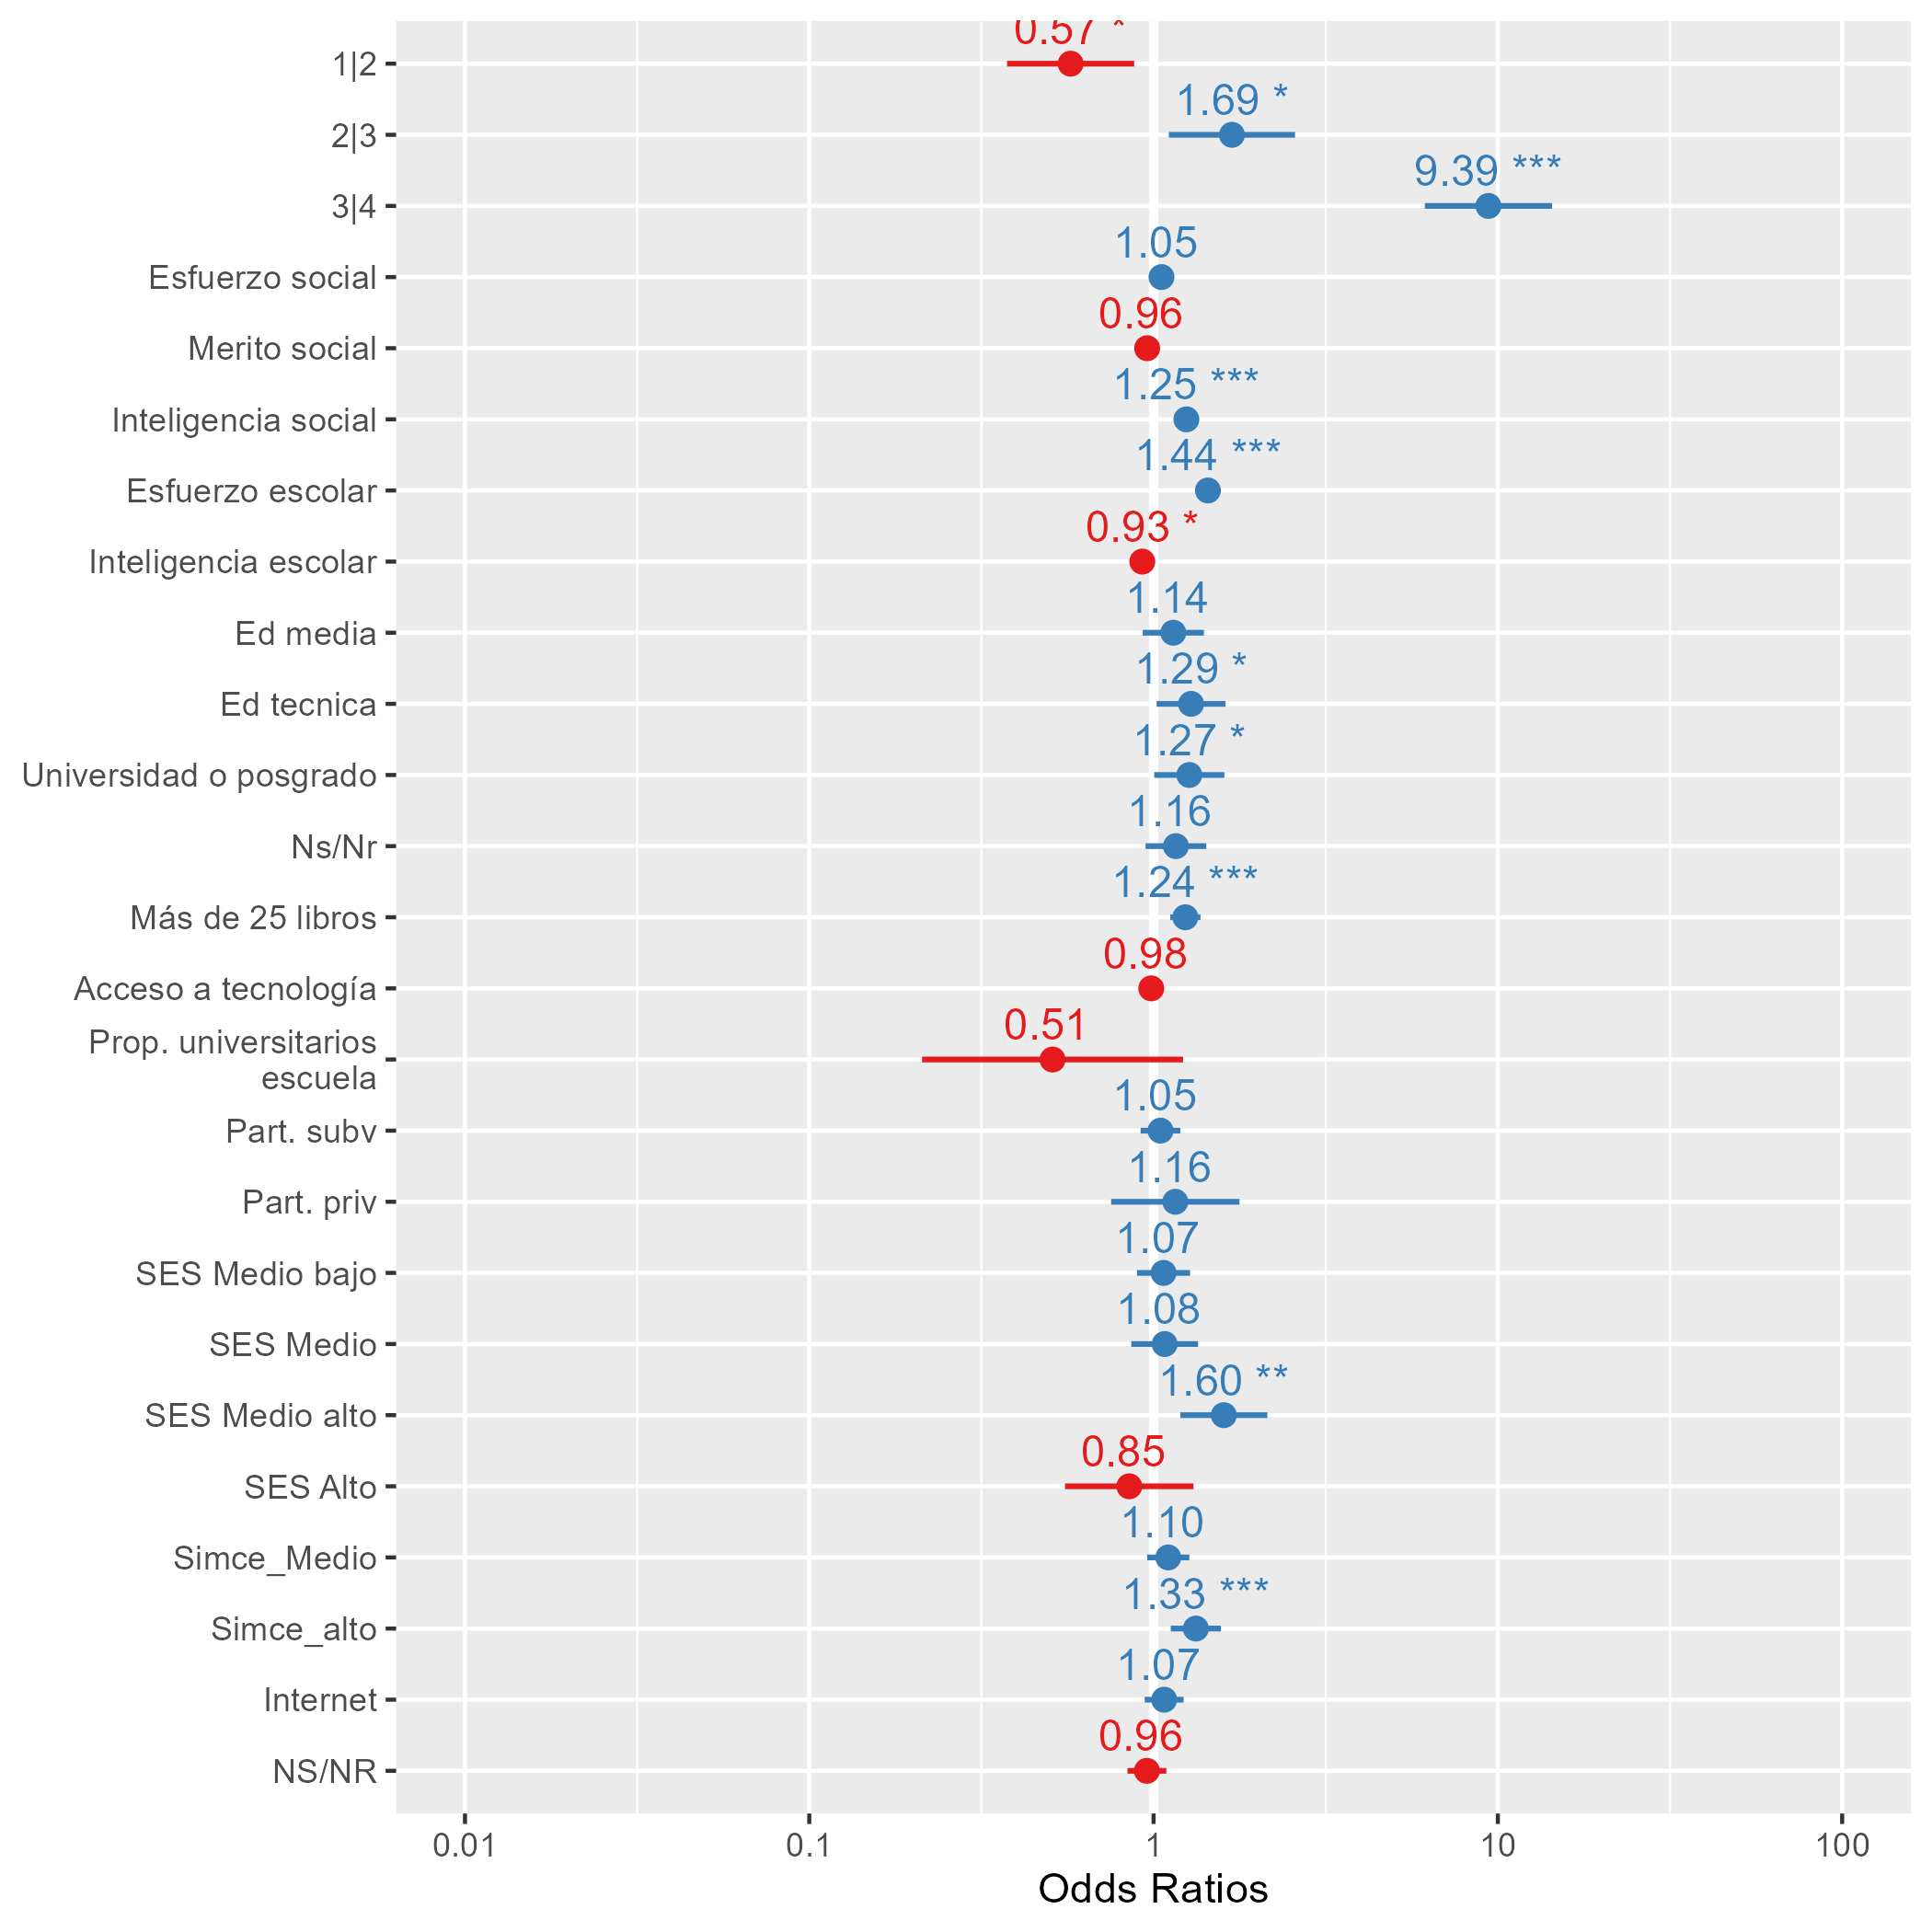 0.57 *
1|2
1.69 *
2|3
9.39 ***
3|4
1.05
Esfuerzo social
0.96
Merito social
1.25 ***
Inteligencia social
1.44 ***
Esfuerzo escolar
0.93 *
Inteligencia escolar
1.14
Ed media
1.29 *
Ed tecnica
1.27 *
Universidad o posgrado
1.16
Ns/Nr
1.24 ***
Más de 25 libros
0.98
Acceso a tecnología
0.51
Prop. universitarios
escuela
1.05
Part. subv
1.16
Part. priv
1.07
SES Medio bajo
1.08
SES Medio
1.60 **
SES Medio alto
0.85
SES Alto
1.10
Simce_Medio
1.33 ***
Simce_alto
1.07
Internet
0.96
NS/NR
0.01 0.1 1 10 100
Odds Ratios